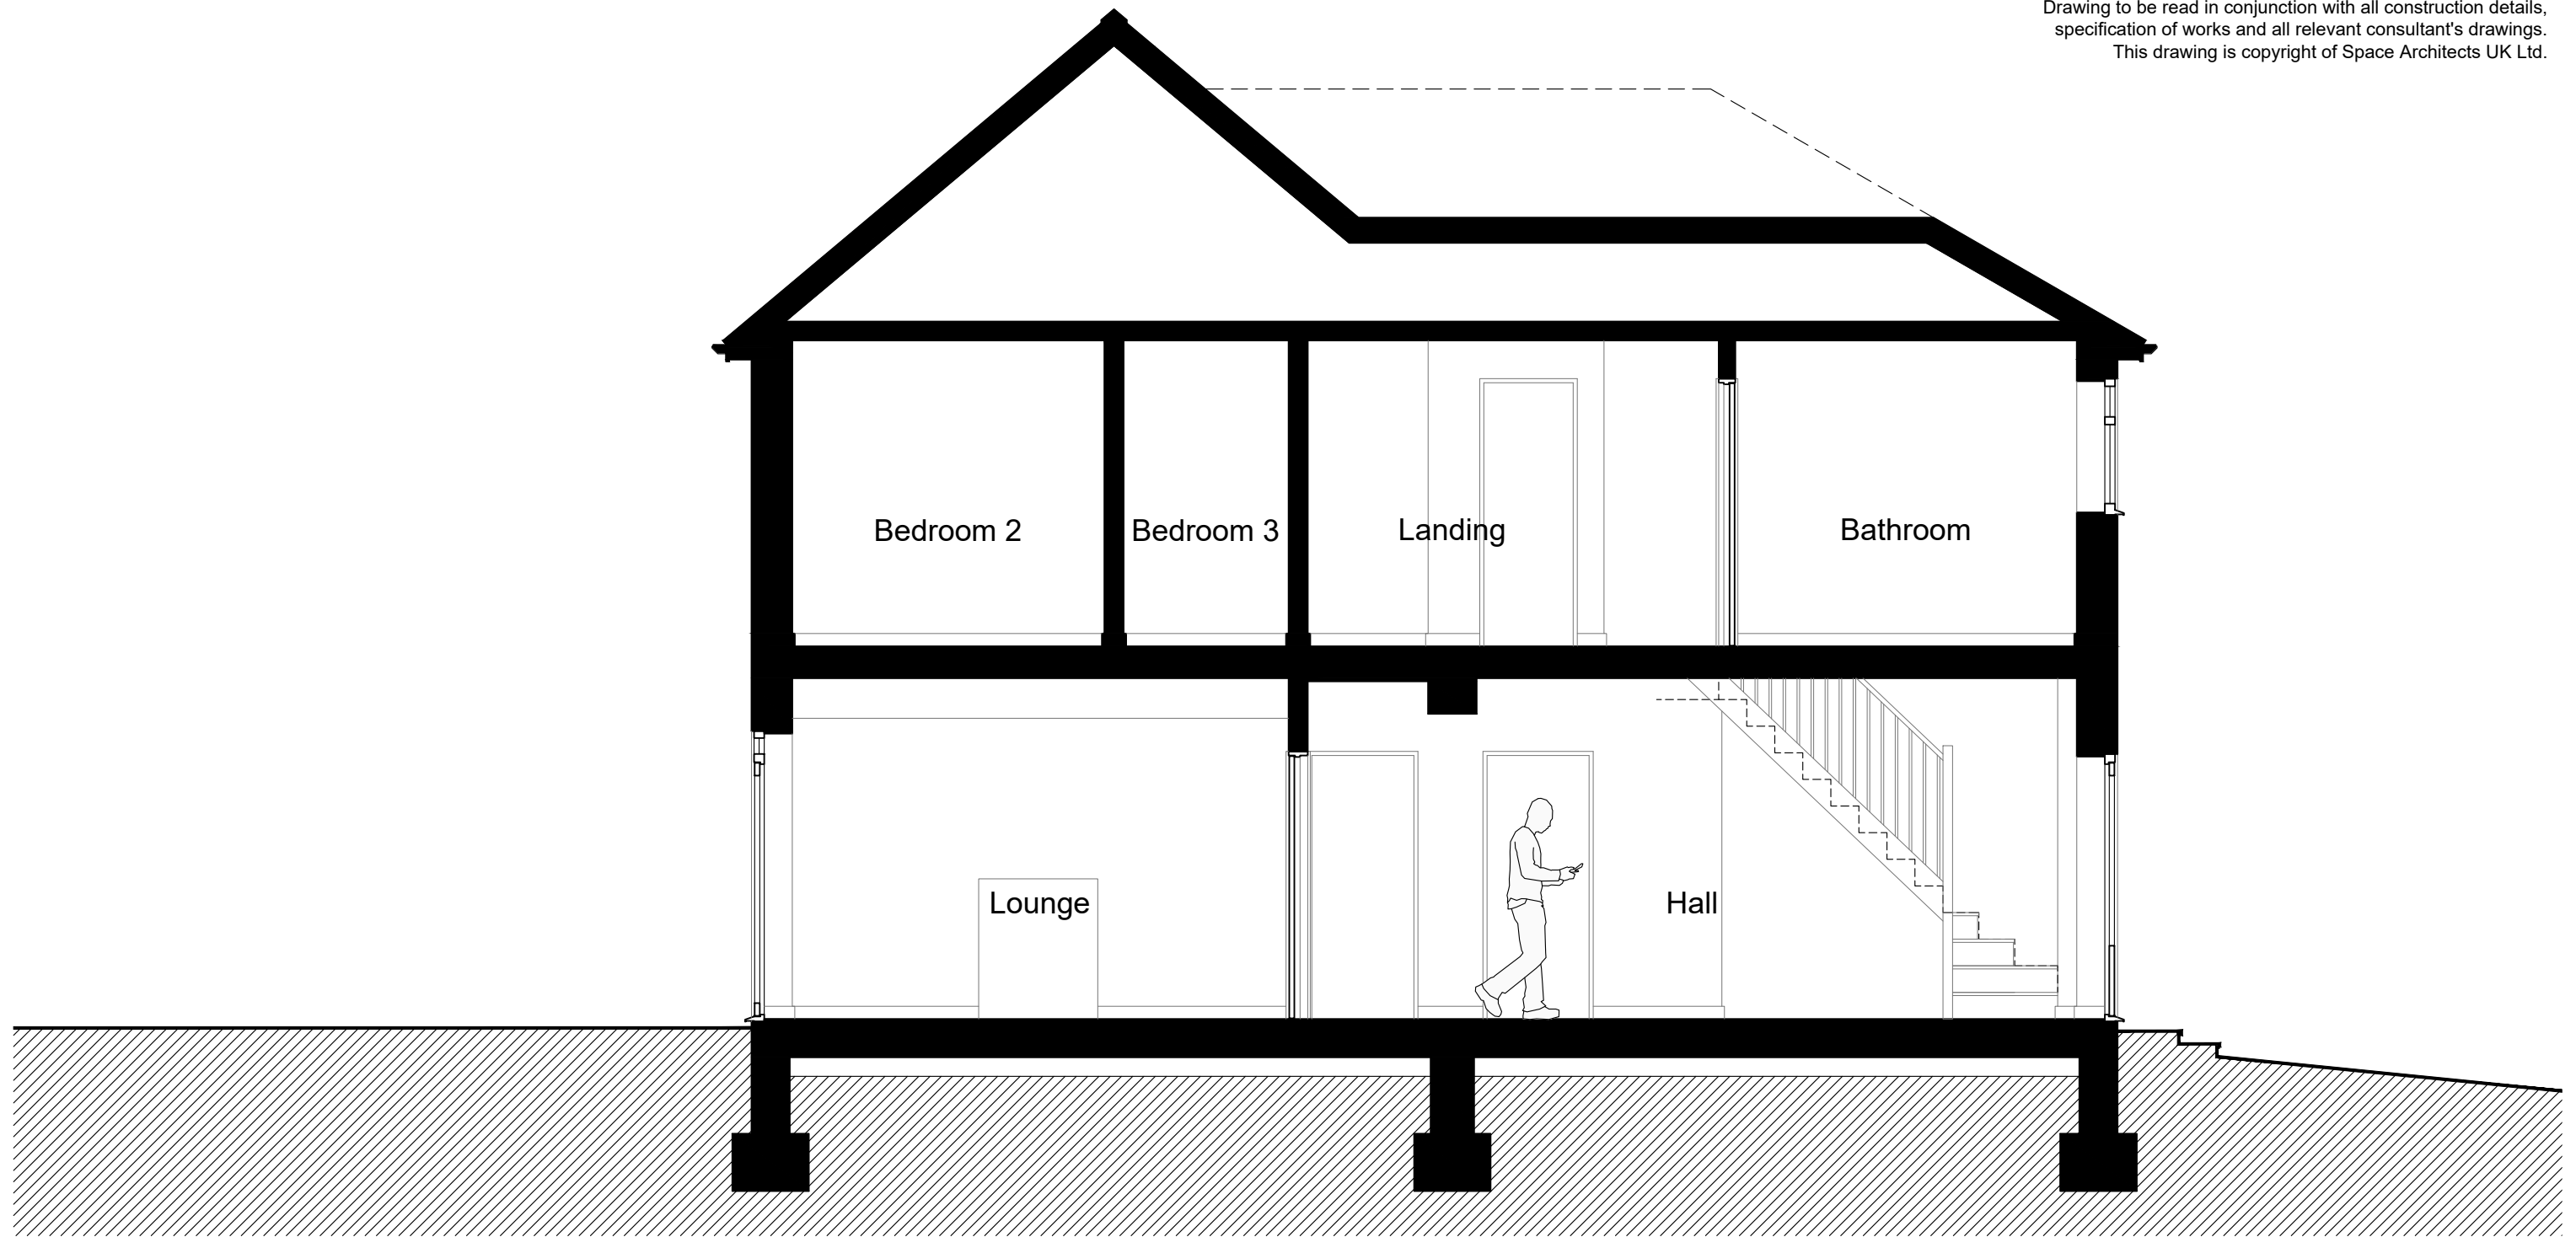 Drawing to be read in conjunction with all construction details,
specification of works and all relevant consultant's drawings.
This drawing is copyright of Space Architects UK Ltd.
Bedroom 2
Bedroom 3
Landing
Bathroom
Lounge
Hall